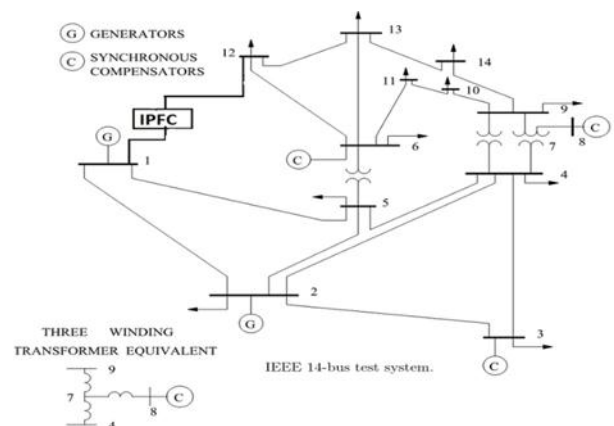 G GENERATORS
C SYNCHRONOUS
COMPENSATORS
13
12
14
11
10
IPFC
9
G
C
6
7
8
C
1
4
5
2
G
THREE WINDING
TRANSFORMER EQUIVALENT
3
C
IEEE 14-bus test system.
9
7
8
C
4